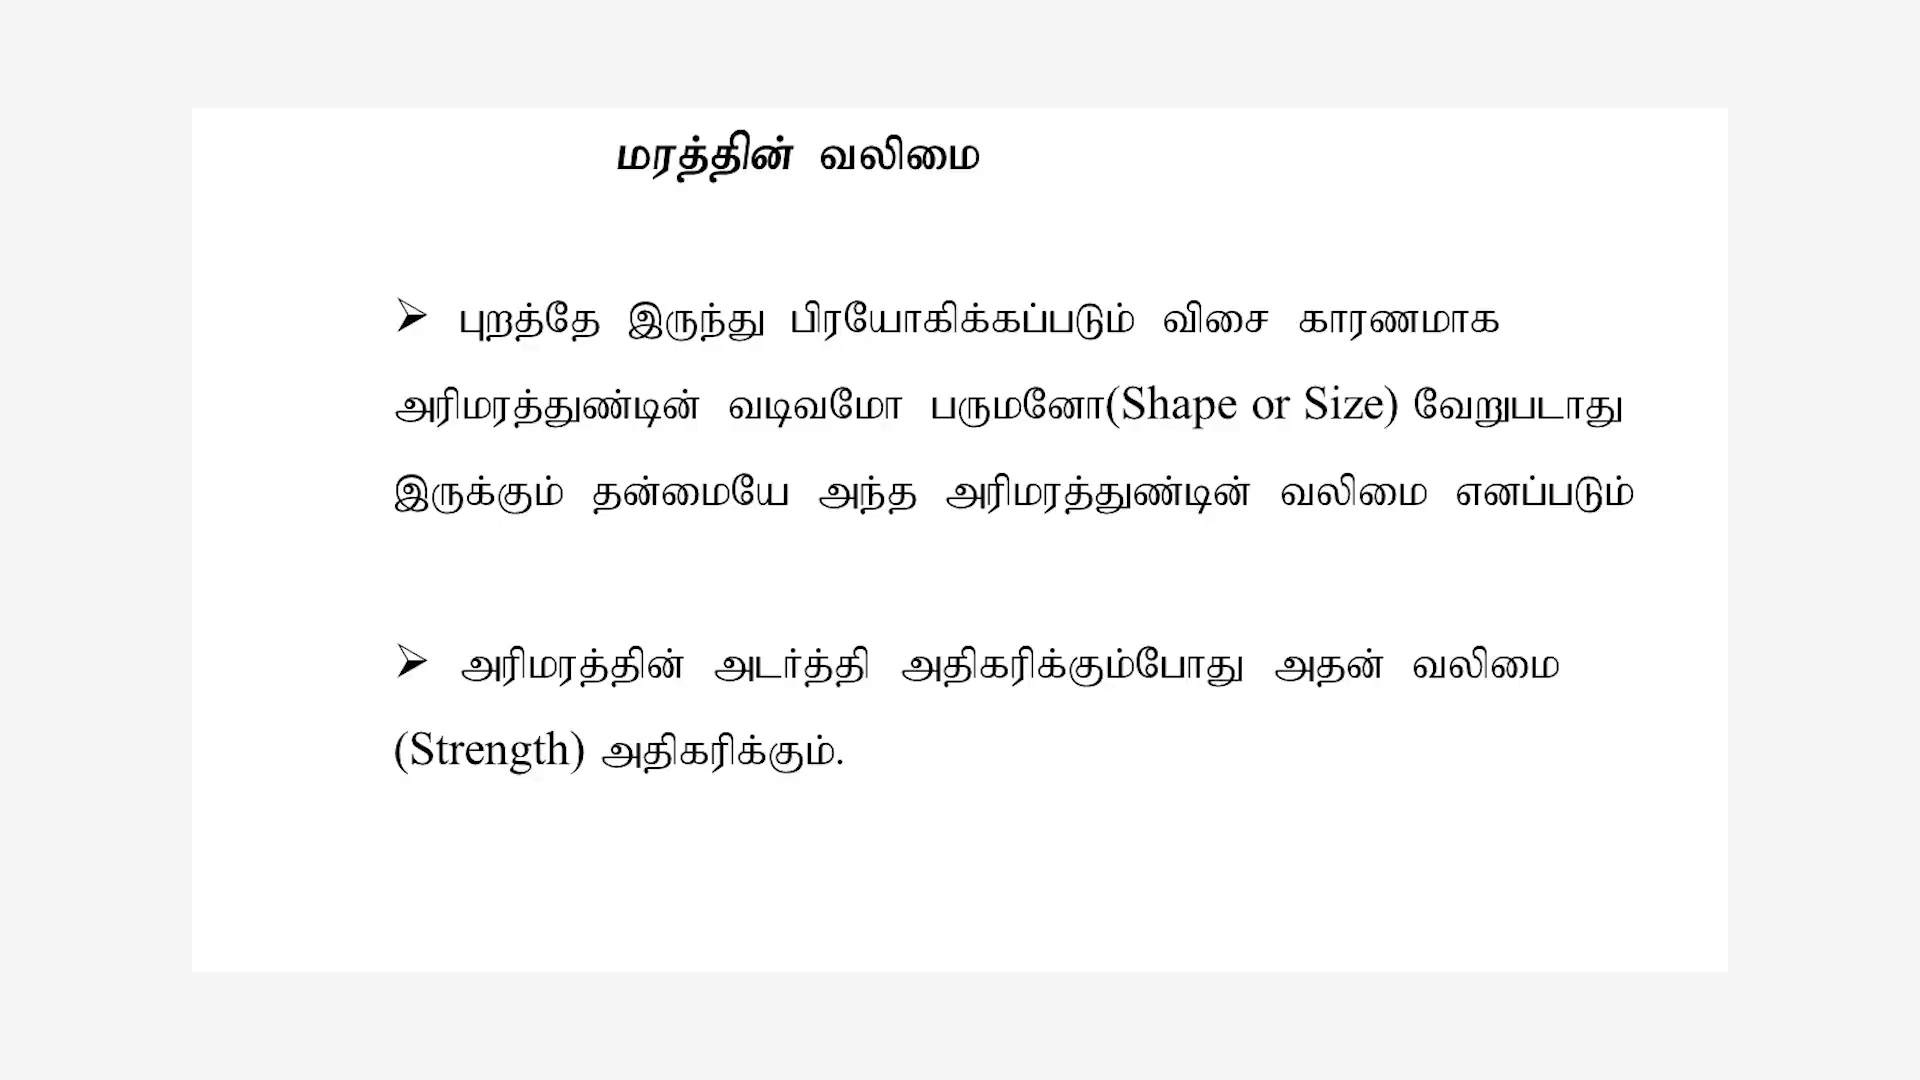 மரத்தின் வலிமை
➢ புறத்தே இருந்து பிரயோகிக்கப்படும் விசை காரணமாக
அரிமரத்துண்டின் வடிவமோ பருமனோ(Shape or Size) வேறுபடாது
இருக்கும் தன்மையே அந்த அரிமரத்துண்டின் வலிமை எனப்படும்
➢ அரிமரத்தின் அடர்த்தி அதிகரிக்கும்போது அதன் வலிமை
(Strength) அதிகரிக்கும்.